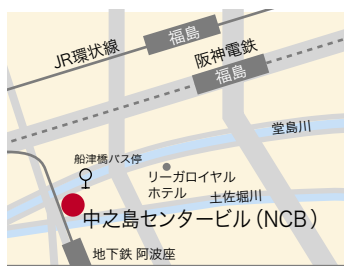 福島
JR環状線
阪神電鉄
福島
堂島川
船津橋バス停
リーガロイヤル
ホテル
土佐堀川
中之島センタービル（NCB）
地下鉄 阿波座